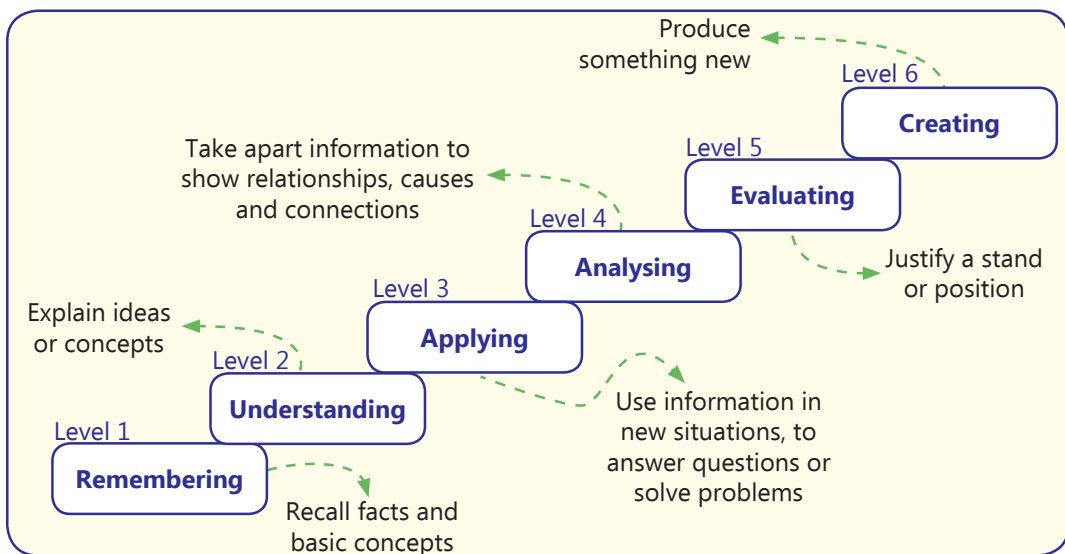 Produce
something new
Level 6
Creating
Take apart information to
show relationships, causes
and connections
Level 5
Evaluating
Justify a stand
or position
Level 4
Analysing
Level 3
Applying
Use information in
new situations, to
answer questions or
solve problems
Explain ideas
or concepts
Level 2
Understanding
Level 1
Remembering
Recall facts and
basic concepts